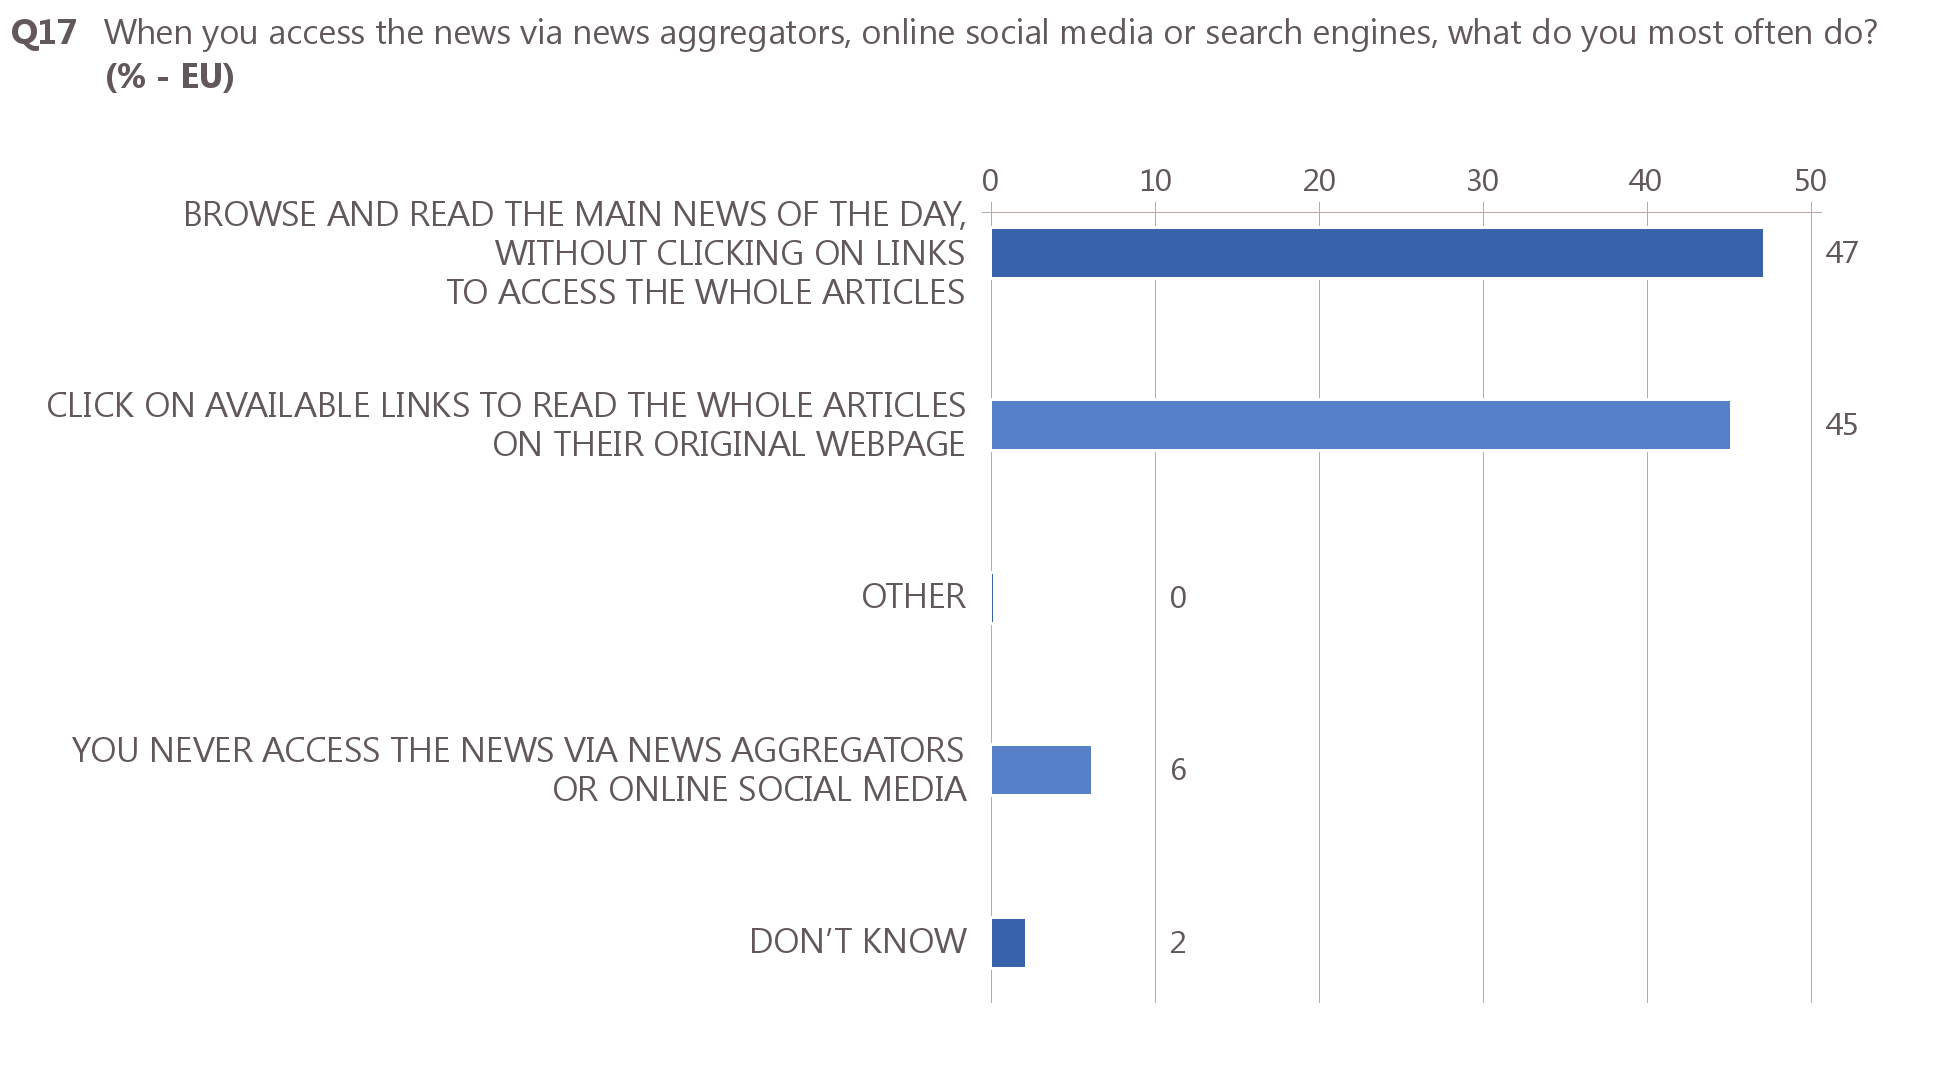 Q17 When you access the news via news aggregators, online social media or search engines, what do you most often do?
(% - EU)
0 10 20 30 40 50
BROWSE AND READ THE MAIN NEWS OF THE DAY,
WITHOUT CLICKING ON LINKS
TO ACCESS THE WHOLE ARTICLES
47
CLICK ON AVAILABLE LINKS TO READ THE WHOLE ARTICLES
ON THEIR ORIGINAL WEBPAGE
45
OTHER
0
YOU NEVER ACCESS THE NEWS VIA NEWS AGGREGATORS
OR ONLINE SOCIAL MEDIA
6
DON’T KNOW
2